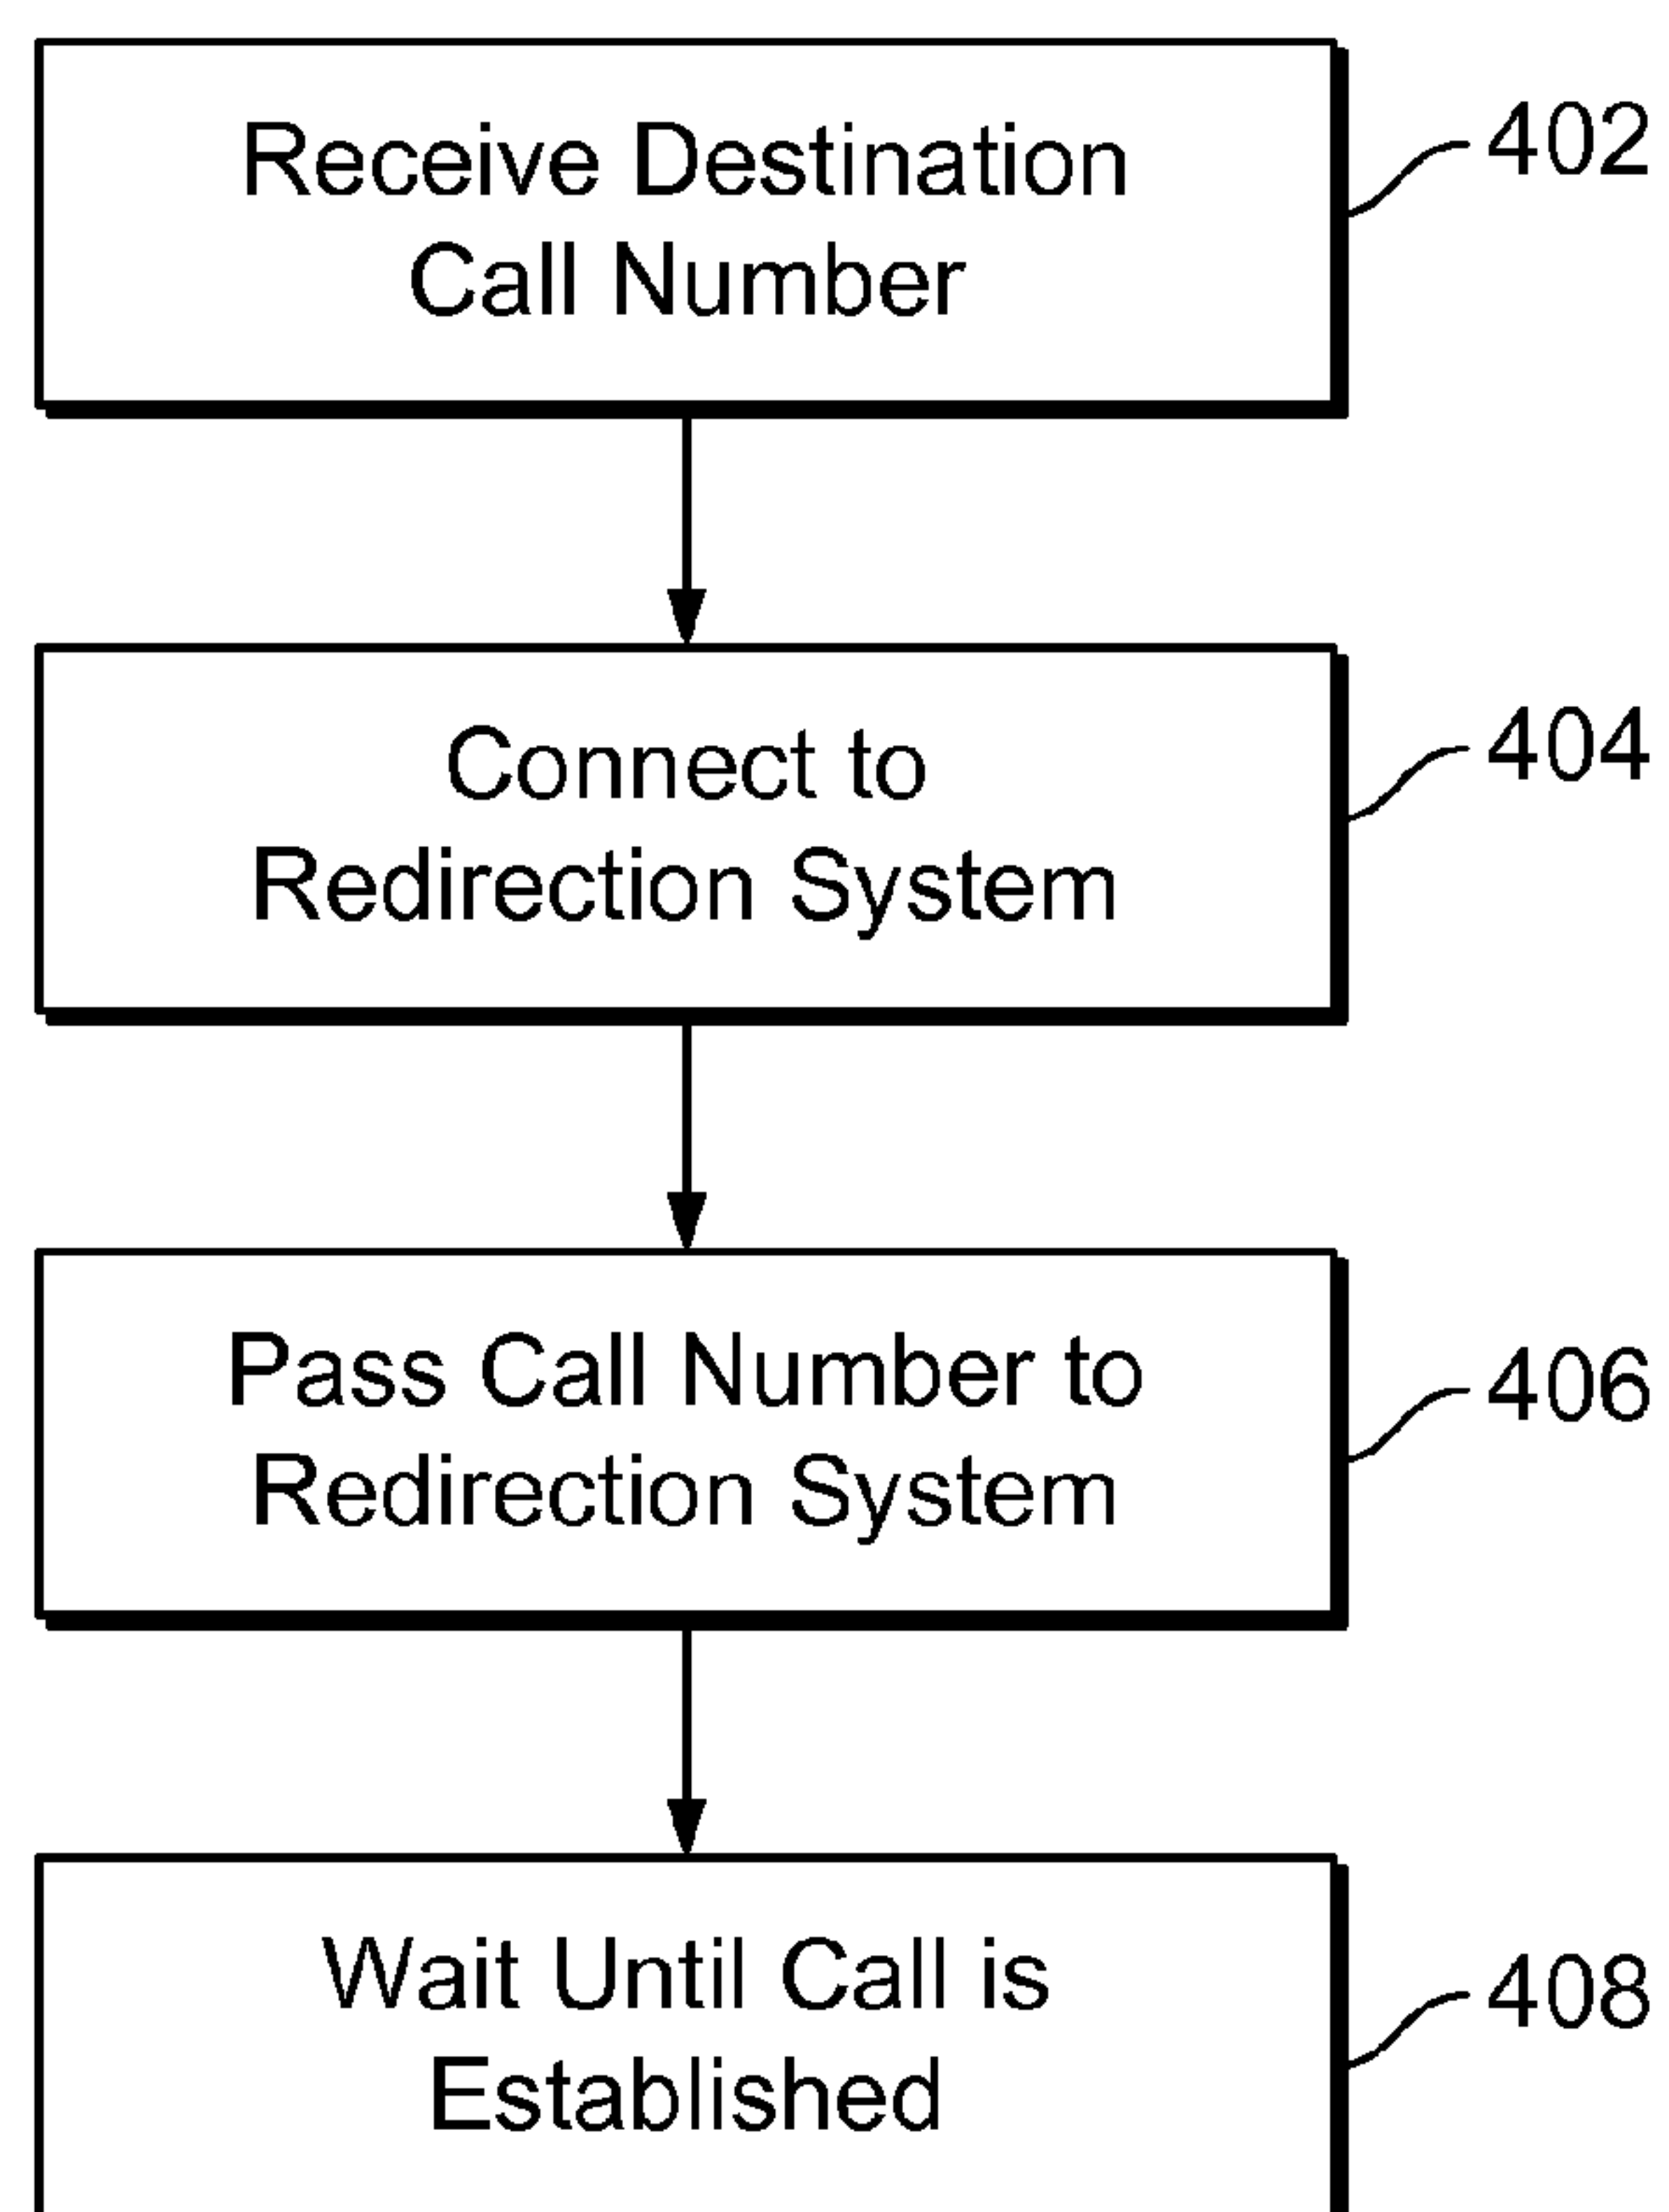 Receive Destination
Call Number
402
Connect to
Redirection System
404
Pass Call Number to
Redirection System
406
Wait Until Call is
Established
408